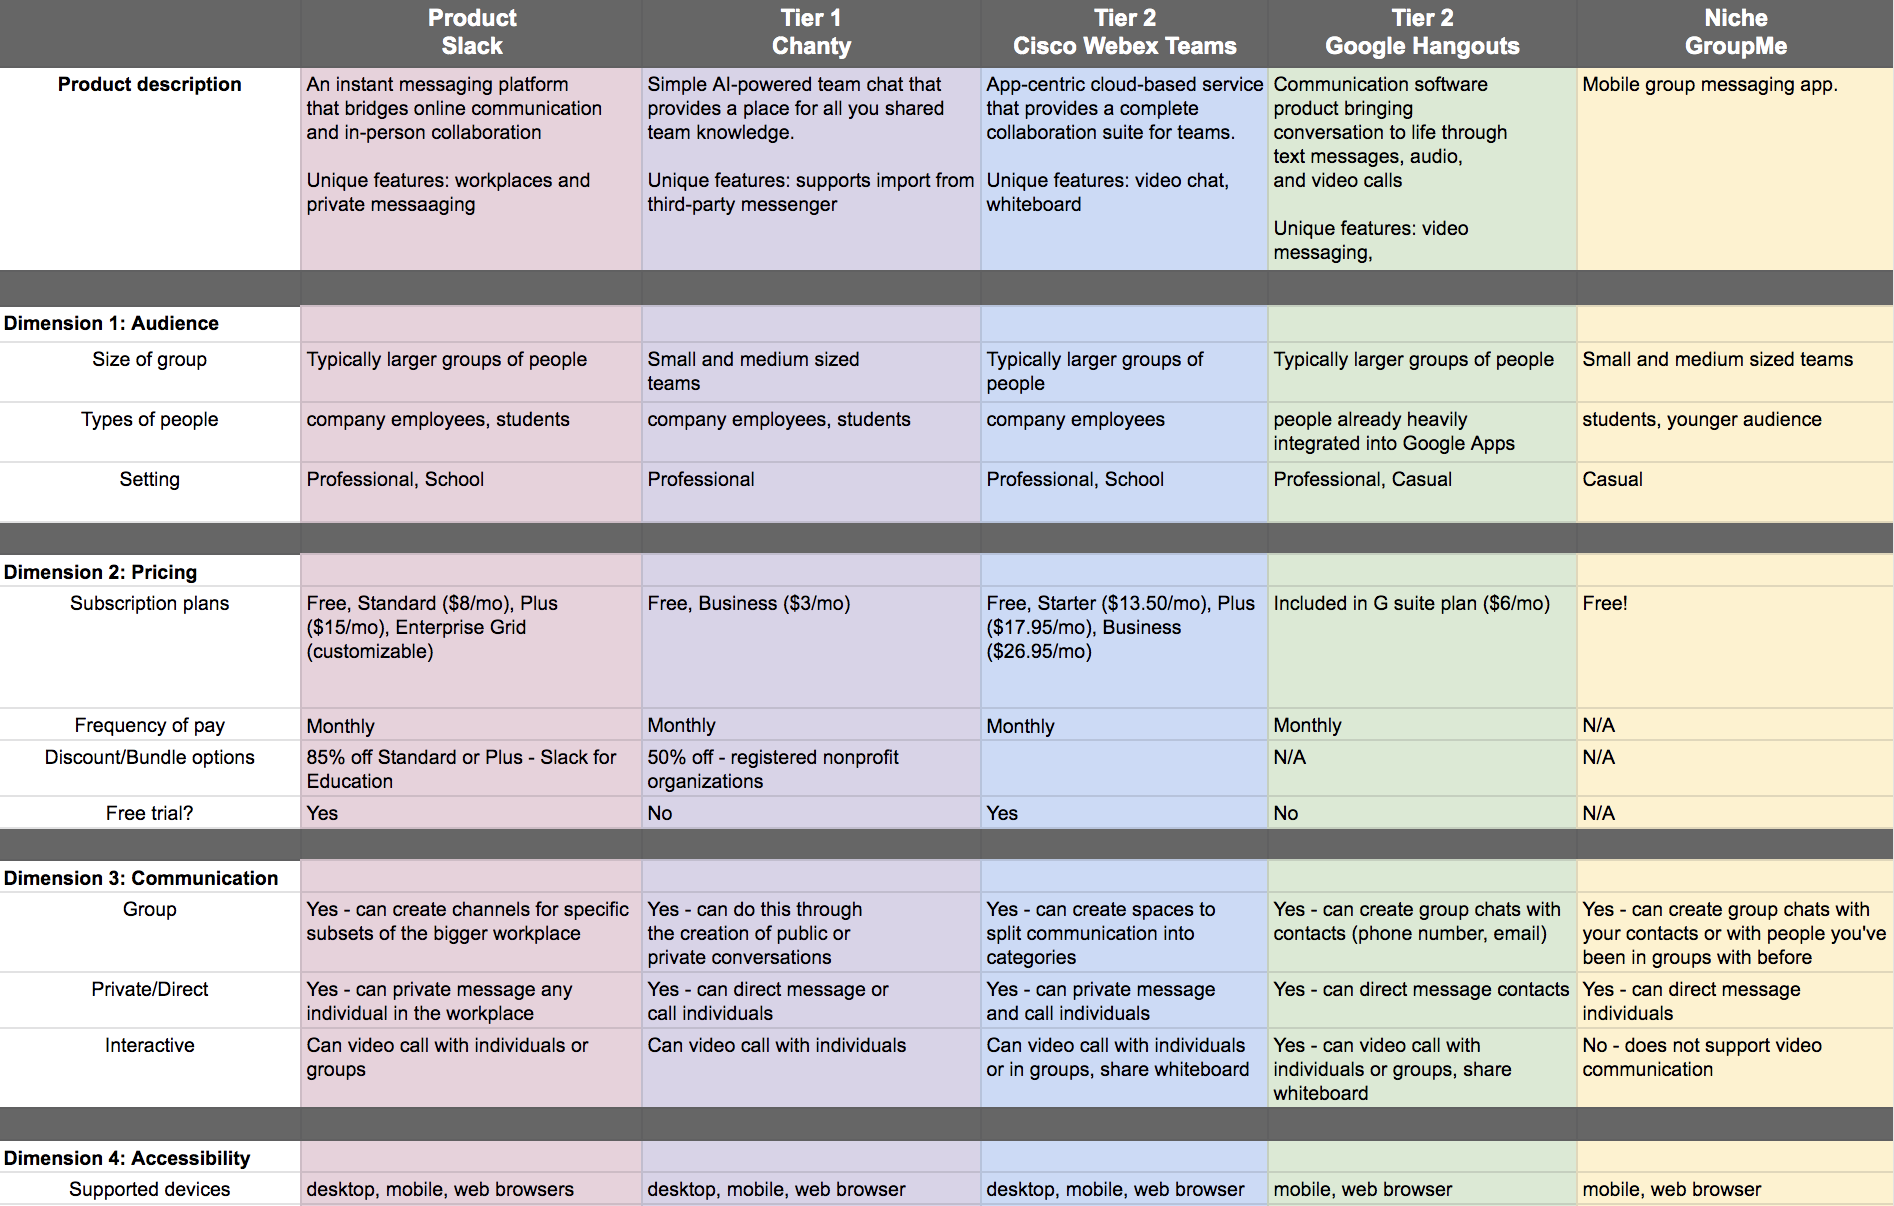 Product
Slack
Tier 1
Chanty
Tier 2
Cisco Webex Teams
Tier 2
Google Hangouts
Niche
GroupMe
Product description
An instant messaging platform
that bridges online communication
and in-person collaboration
Unique features: workplaces and
private messaaging
Simple AI-powered team chat that
provides a place for all you shared
team knowledge.
Unique features: supports import from
third-party messenger
App-centric cloud-based service
that provides a complete
collaboration suite for teams.
Unique features: video chat,
whiteboard
Communication software
product bringing
conversation to life through
text messages, audio,
and video calls
Unique features: video
messaging,
Mobile group messaging app.
Dimension 1: Audience
Size of group
Typically larger groups of people
Small and medium sized
teams
Typically larger groups of
people
Typically larger groups of people
Small and medium sized teams
Types of people
company employees, students
company employees, students
company employees
people already heavily
integrated into Google Apps
students, younger audience
Setting
Professional, School
Professional
Professional, School
Professional, Casual
Casual
Dimension 2: Pricing
Subscription plans
Free, Standard ($8/mo), Plus
($15/mo), Enterprise Grid
(customizable)
Free, Business ($3/mo)
Free, Starter ($13.50/mo), Plus
($17.95/mo), Business
($26.95/mo)
Included in G suite plan ($6/mo)
Free!
Frequency of pay
Monthly
Monthly
Monthly
Monthly
N/A
Discount/Bundle options
85% off Standard or Plus - Slack for
Education
50% off - registered nonprofit
organizations
N/A
N/A
Free trial?
Yes
No
Yes
No
N/A
Dimension 3: Communication
Group
Yes - can create channels for specific
subsets of the bigger workplace
Yes - can do this through
the creation of public or
private conversations
Yes - can create spaces to
split communication into
categories
Yes - can create group chats with
contacts (phone number, email)
Yes - can create group chats with
your contacts or with people you've
been in groups with before
Private/Direct
Yes - can private message any
individual in the workplace
Yes - can direct message or
call individuals
Yes - can private message
and call individuals
Yes - can direct message contacts
Yes - can direct message
individuals
Interactive
Can video call with individuals or
groups
Can video call with individuals
Can video call with individuals
or in groups, share whiteboard
Yes - can video call with
individuals or groups, share
whiteboard
No - does not support video
communication
Dimension 4: Accessibility
Supported devices
desktop, mobile, web browsers
desktop, mobile, web browser
desktop, mobile, web browser
mobile, web browser
mobile, web browser